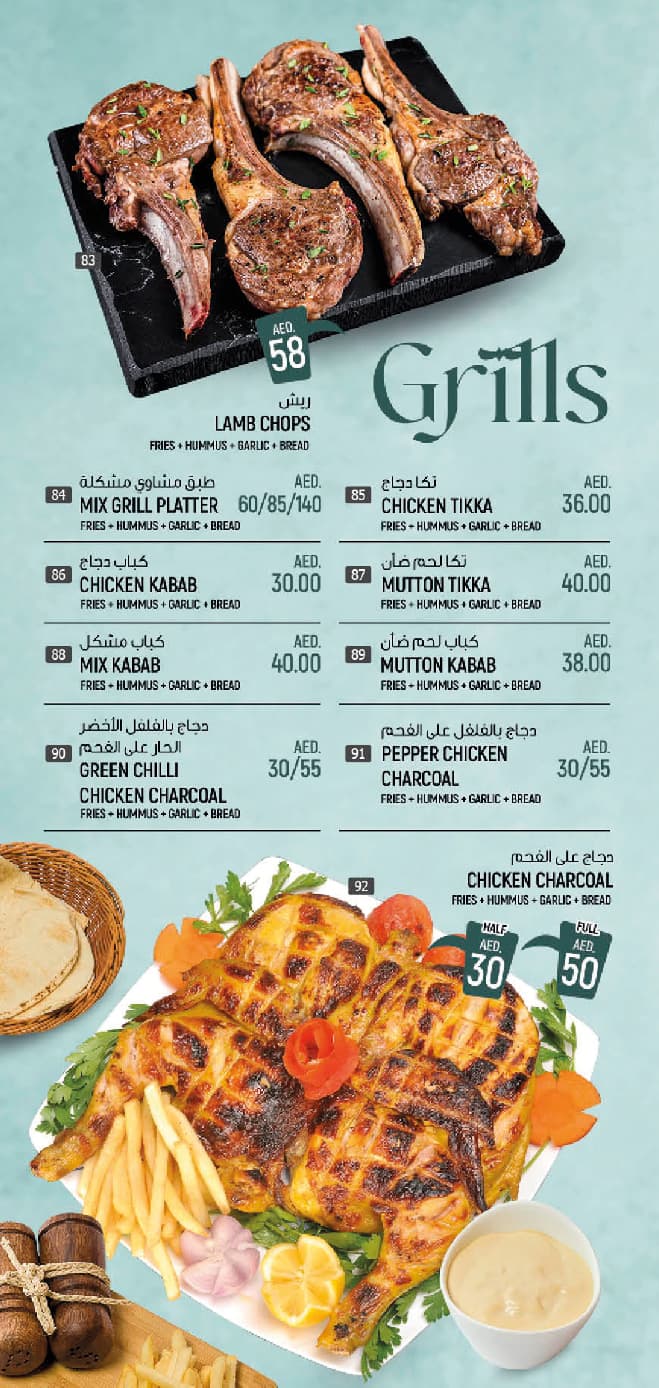 83
AED.
58
Grills
ريش
LAMB CHOPS
FRIES + HUMMUS + GARLIC + BREAD
84
طبق مشاوي مشكلة
AED.
MIX GRILL PLATTER
60/85/140
FRIES + HUMMUS + GARLIC + BREAD
85
تكا دجاج
AED.
CHICKEN TIKKA
36.00
FRIES + HUMMUS + GARLIC + BREAD
86
كباب دجاج
AED.
CHICKEN KABAB
30.00
FRIES + HUMMUS + GARLIC + BREAD
87
تكا لحم ضأن
AED.
MUTTON TIKKA
40.00
FRIES + HUMMUS + GARLIC + BREAD
88
كباب مشكل
AED.
MIX KABAB
40.00
FRIES + HUMMUS + GARLIC + BREAD
89
كباب لحم ضأن
AED.
MUTTON KABAB
38.00
FRIES + HUMMUS + GARLIC + BREAD
90
دجاج بالفلفل الأخضر
الحار على الفحم
AED.
GREEN CHILLI
30/55
CHICKEN CHARCOAL
FRIES + HUMMUS + GARLIC + BREAD
91
دجاج بالفلفل على الفحم
AED.
PEPPER CHICKEN
30/55
CHARCOAL
FRIES + HUMMUS + GARLIC + BREAD
92
دجاج على الفحم
CHICKEN CHARCOAL
FRIES + HUMMUS + GARLIC + BREAD
HALF
AED.
30
FULL
AED.
50